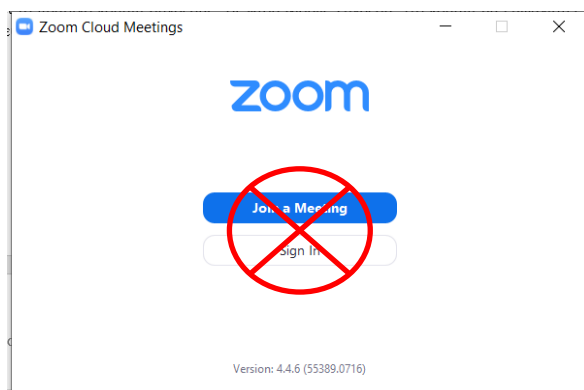 Zoom Cloud Meetings
zoom
Join a Meeting
Sign In
Version: 4.4.6 (55389.0716)